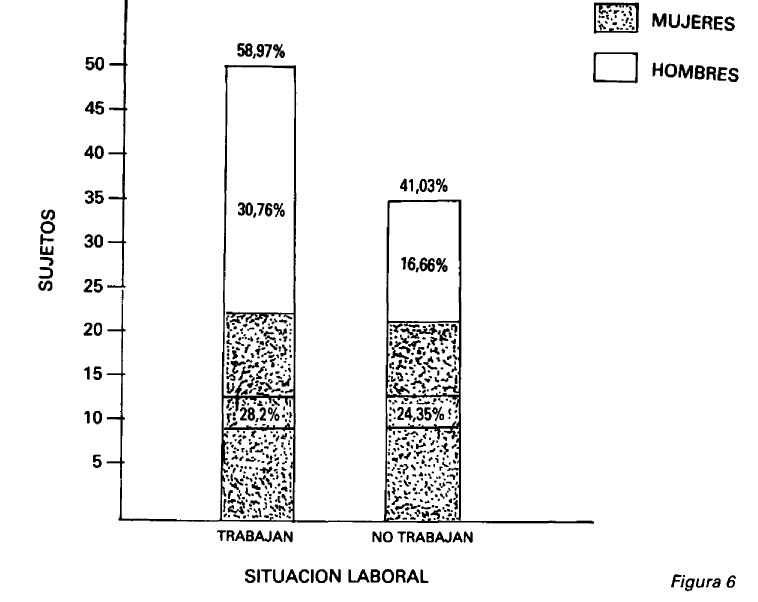 MUJERES
HOMBRES
58,97%
50
45
40
41,03%
35
30,76%
30
16,66%
25
20
15
28,2%
24,35%
10
5
SUJETOS
TRABAJAN
NO TRABAJAN
SITUACION LABORAL
Figura 6